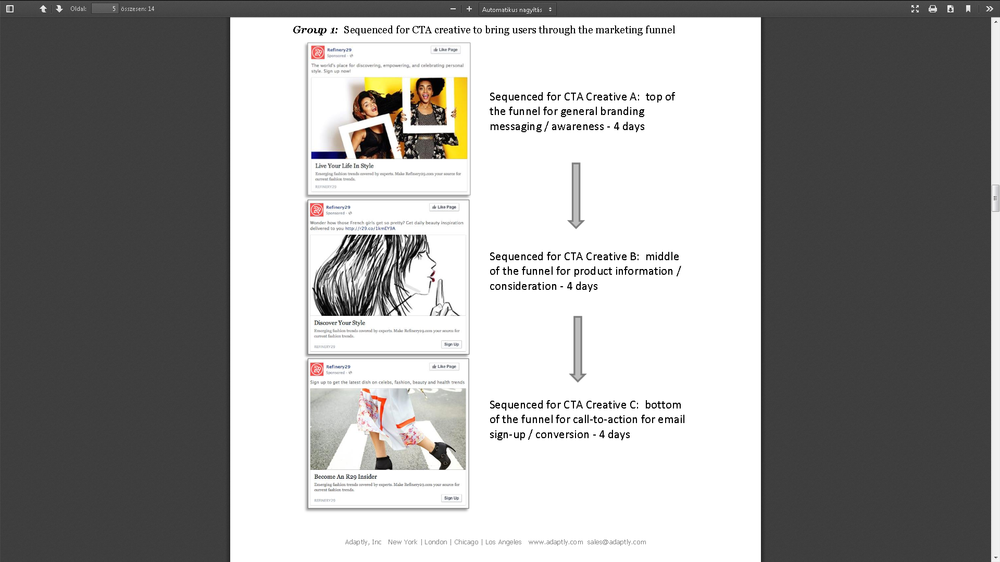 Oldal: 5 összesen: 14
Automatikus nagyítás
Group 1:  Sequenced for CTA creative to bring users through the marketing funnel
Refinery29
Sponsored ·
Like Page
The world's place for discovering, empowering, and celebrating personal
style. Sign up now!
Live Your Life In Style
Emerging fashion trends covered by experts. Make Refinery29.com your source for
current fashion trends.
REFINERY29
Sequenced for CTA Creative A:  top of
the funnel for general branding
messaging / awareness - 4 days
Refinery29
Sponsored ·
Like Page
Wonder how those French girls get so pretty? Get daily beauty inspiration
delivered to you http://r29.co/1kmEY9A
Discover Your Style
Emerging fashion trends covered by experts. Make Refinery29.com your source for
current fashion trends.
REFINERY29
Sign Up
Sequenced for CTA Creative B:  middle
of the funnel for product information /
consideration - 4 days
Refinery29
Sponsored ·
Like Page
Sign up to get the latest dish on celebs, fashion, beauty and health trends
Become An R29 Insider
Emerging fashion trends covered by experts. Make Refinery29.com your source for
current fashion trends.
REFINERY29
Sign Up
Sequenced for CTA Creative C:  bottom
of the funnel for call-to-action for email
sign-up / conversion - 4 days
Adaptly, Inc   New York | London | Chicago | Los Angeles   www.adaptly.com  sales@adaptly.com